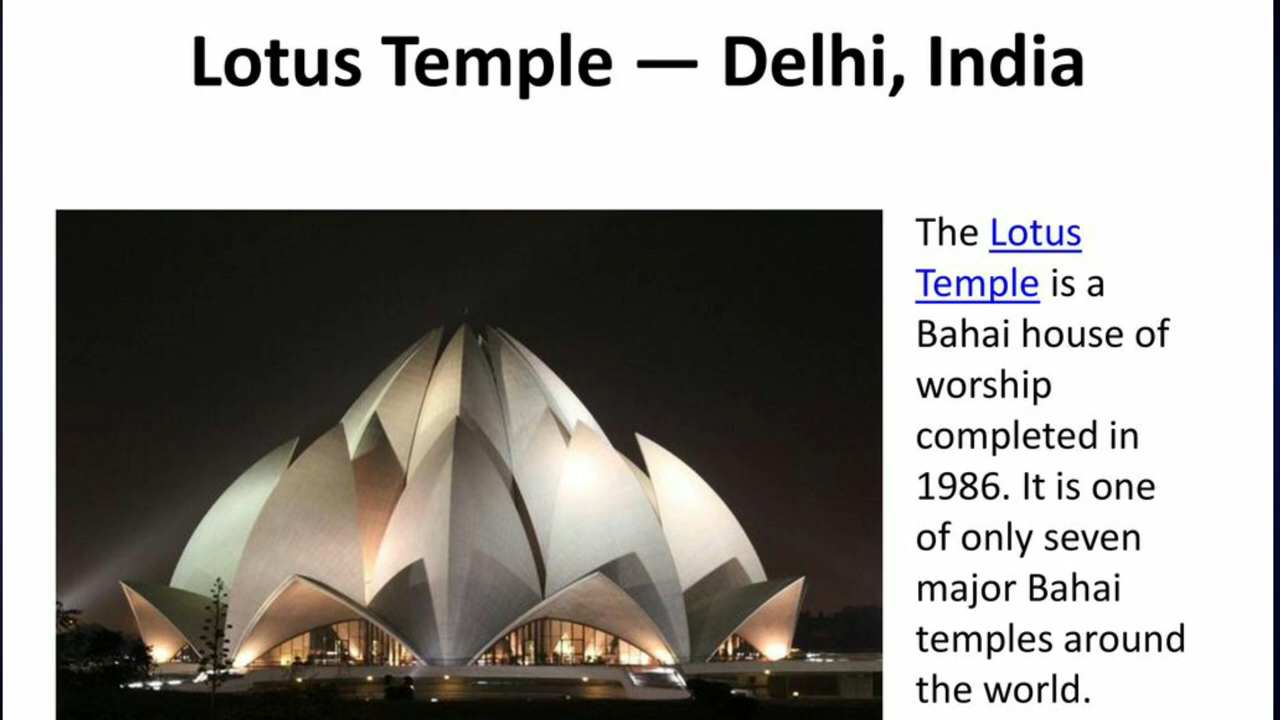 Lotus Temple — Delhi, India
The Lotus
Temple is a
Bahai house of
worship
completed in
1986. It is one
of only seven
major Bahai
temples around
the world.